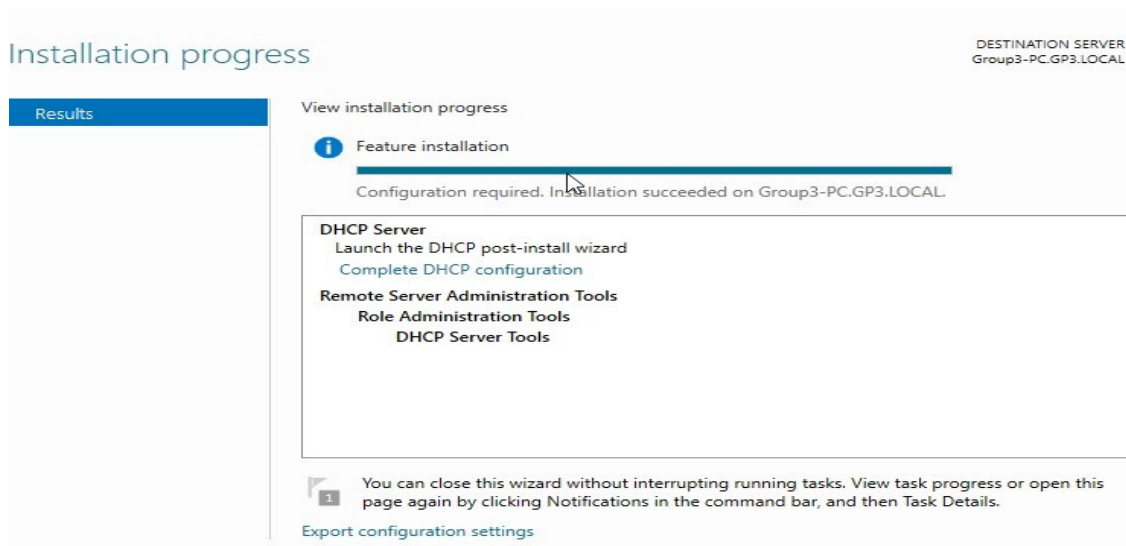 Installation progress
DESTINATION SERVER
Group3-PC.GP3.LOCAL
Results
View installation progress
Feature installation
Configuration required. Installation succeeded on Group3-PC.GP3.LOCAL.
DHCP Server
Launch the DHCP post-install wizard
Complete DHCP configuration
Remote Server Administration Tools
Role Administration Tools
DHCP Server Tools
1
You can close this wizard without interrupting running tasks. View task progress or open this
page again by clicking Notifications in the command bar, and then Task Details.
Export configuration settings